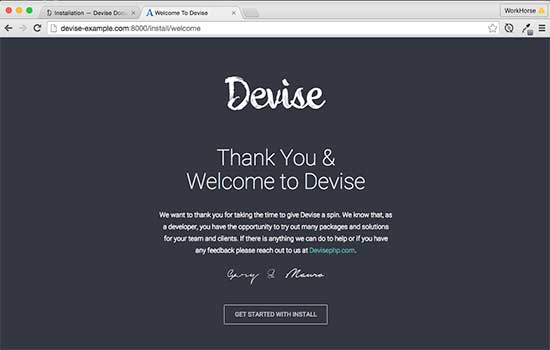 Installation — Devise Do
Welcome To Devise
WorkHorse
devise-example.com:8000/install/welcome
Devise
Thank You &
Welcome to Devise
We want to thank you for taking the time to give Devise a spin. We know that, as
a developer, you have the opportunity to try out many packages and solutions
for your team and clients. If there is anything we can do to help or if you have
any feedback please reach out to us at Devisephp.com.
Gary & Mauro
GET STARTED WITH INSTALL